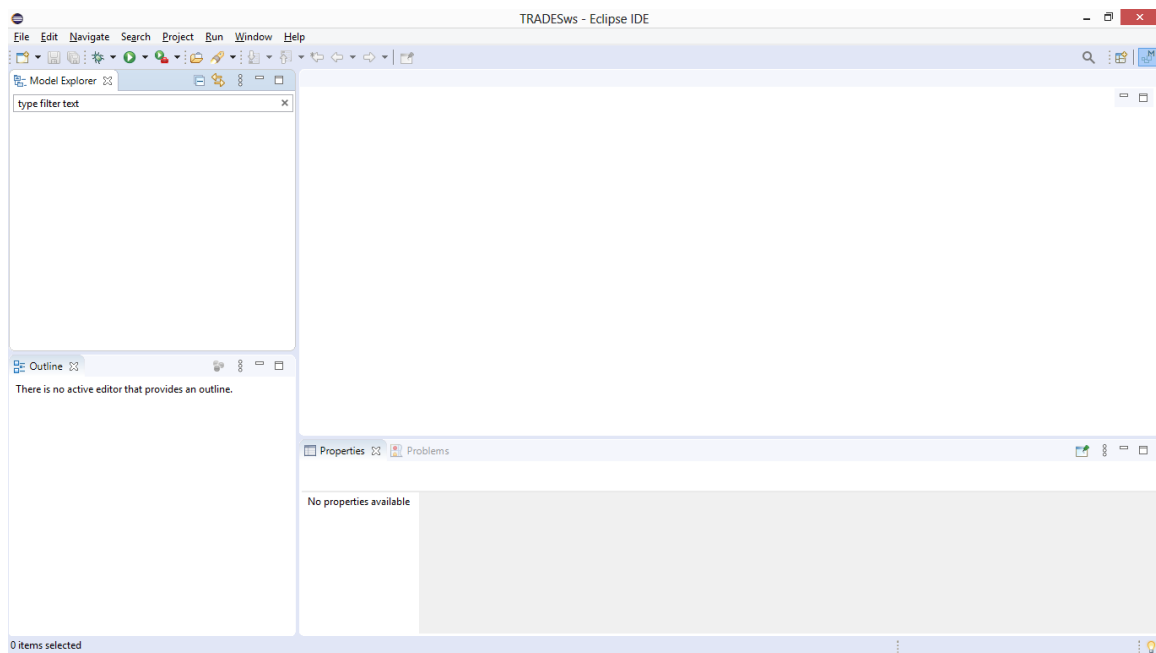 TRADESws - Eclipse IDE
File Edit Navigate Search Project Run Window Help
Model Explorer
type filter text
Outline
There is no active editor that provides an outline.
Properties Problems
No properties available
0 items selected